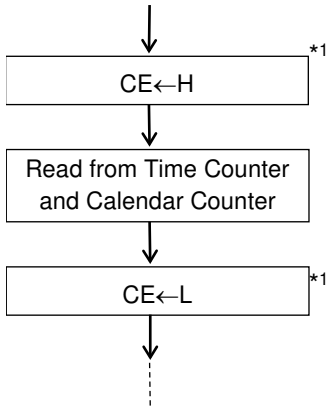 *1
CE←H
Read from Time Counter
and Calendar Counter
*1
CE←L